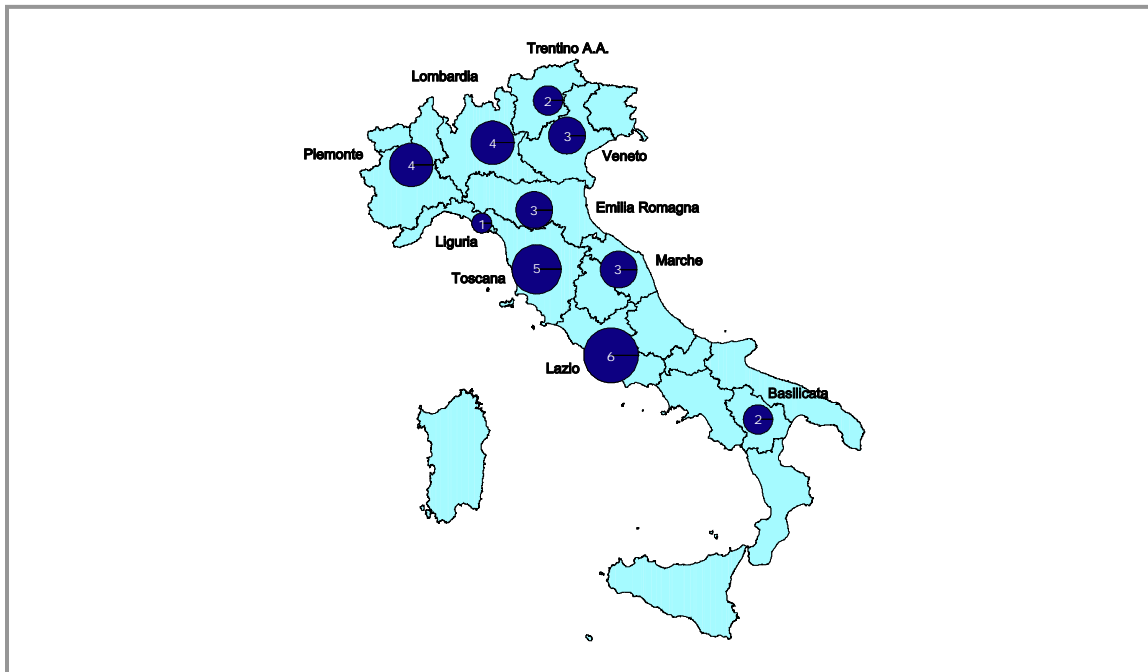 Trentino A.A.
Lombardia
2
3
4
Veneto
Piemonte
4
Emilia Romagna
3
1
Liguria
Marche
3
Toscana
5
6
Lazio
Basilicata
2